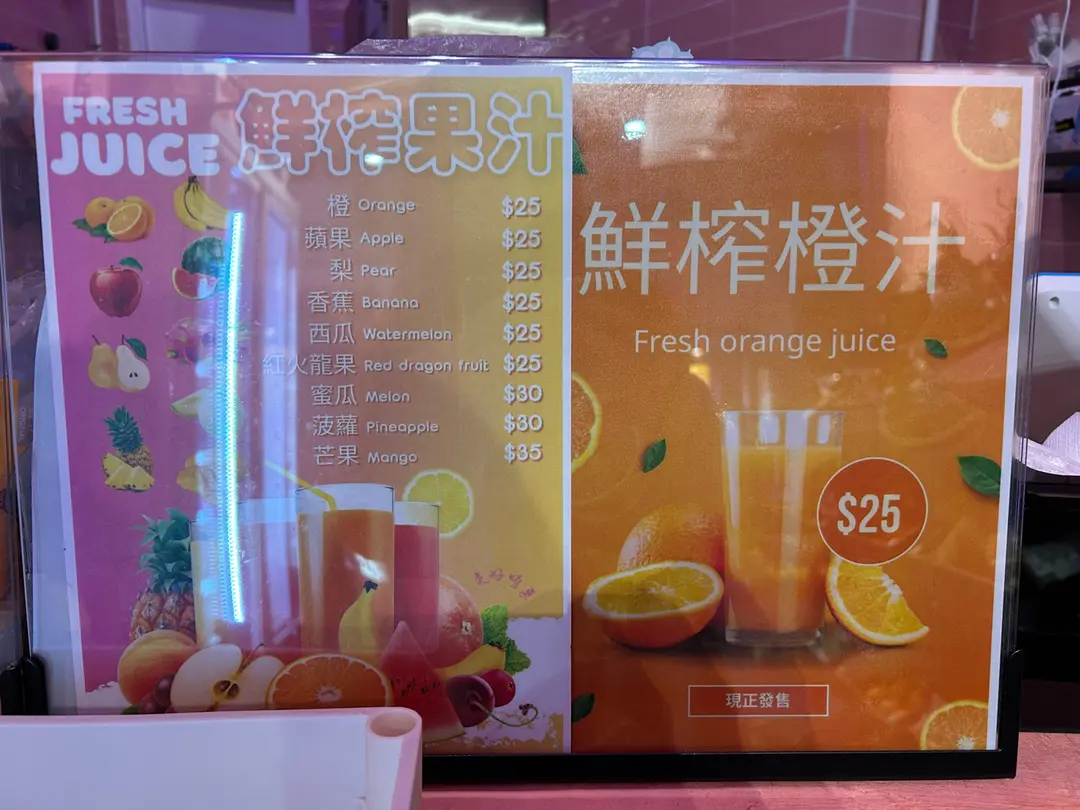 FRESH JUICE 鮮榨果汁
橙 Orange $25
蘋果 Apple $25
梨 Pear $25
香蕉 Banana $25
西瓜 Watermelon $25
紅火龍果 Red dragon fruit $25
蜜瓜 Melon $30
菠蘿 Pineapple $30
芒果 Mango $35
鮮榨橙汁
Fresh orange juice
$25
現正發售